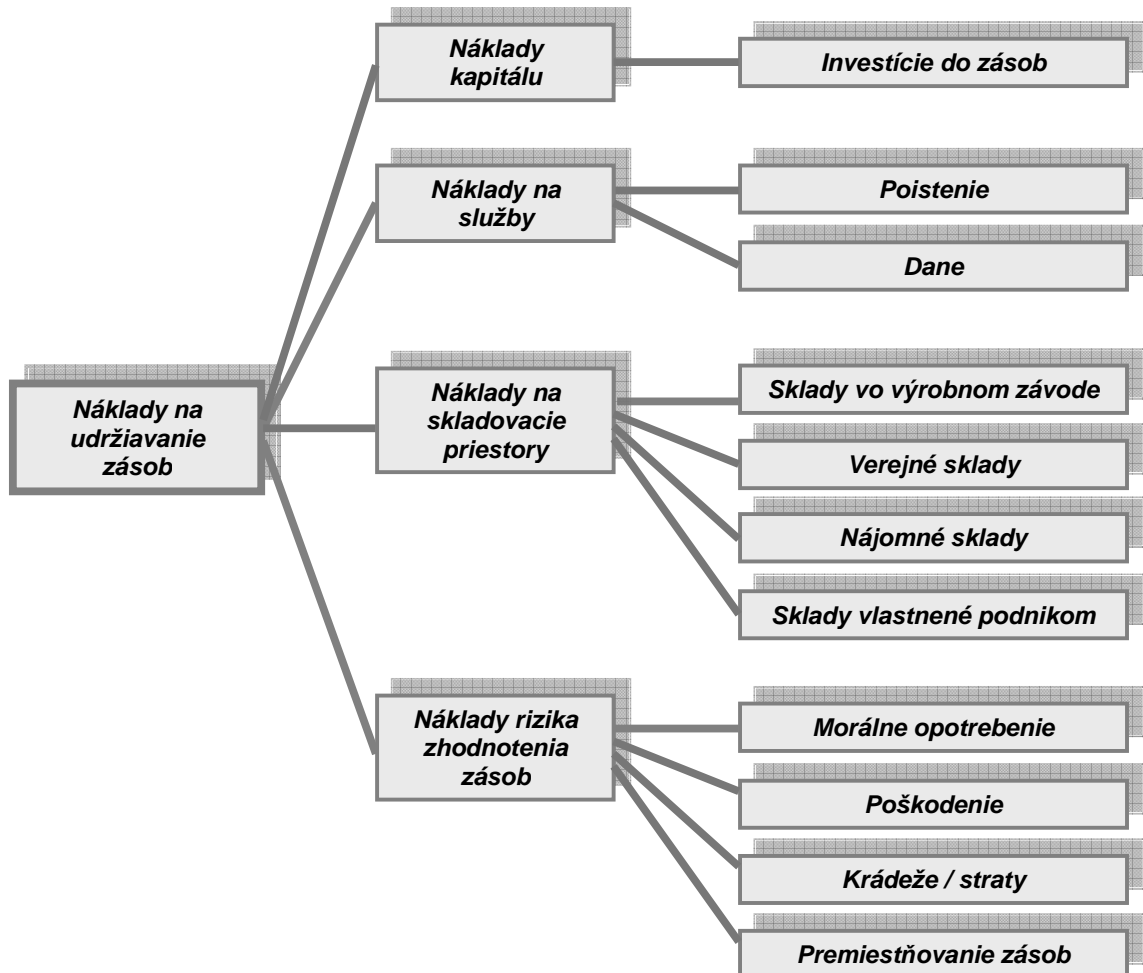 Náklady
kapitálu
Investície do zásob
Náklady na
služby
Poistenie
Dane
Náklady na
udržiavanie
zásob
Náklady na
skladovacie
priestory
Sklady vo výrobnom závode
Verejné sklady
Nájomné sklady
Sklady vlastnené podnikom
Náklady rizika
zhodnotenia
zásob
Morálne opotrebenie
Poškodenie
Krádeže / straty
Premiestňovanie zásob